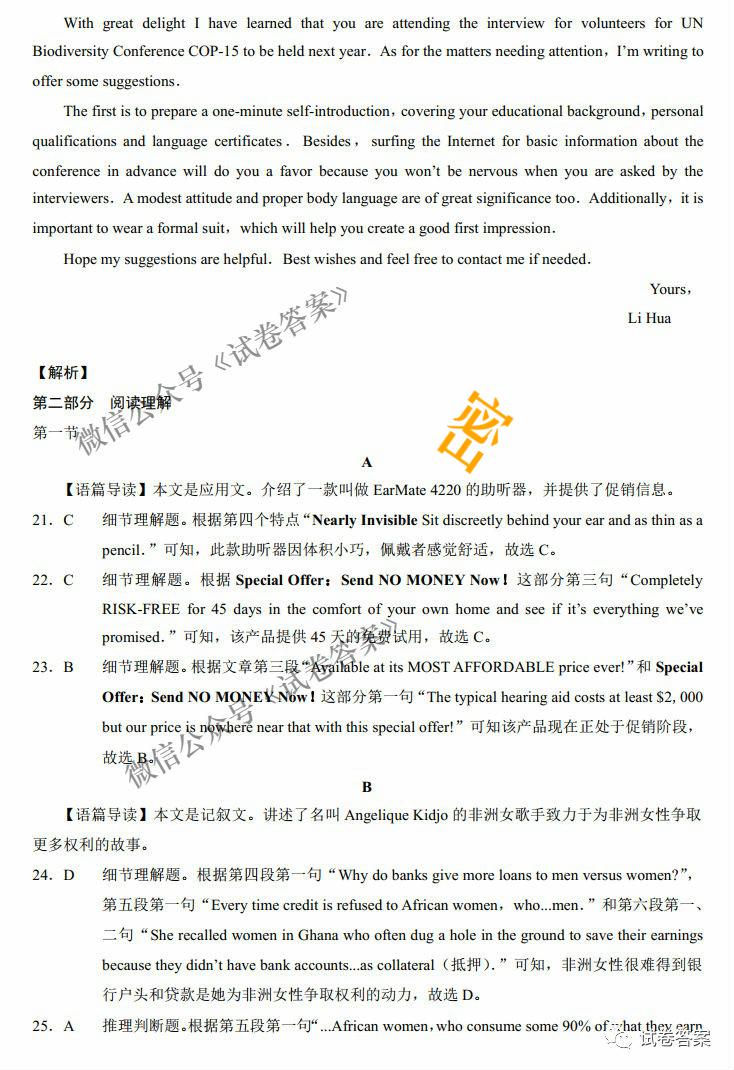 With great delight I have learned that you are attending the interview for volunteers for UN
Biodiversity Conference COP-15 to be held next year. As for the matters needing attention, I'm writing to
offer some suggestions.
The first is to prepare a one-minute self-introduction, covering your educational background, personal
qualifications and language certificates. Besides, surfing the Internet for basic information about the
conference in advance will do you a favor because you won't be nervous when you are asked by the
interviewers. A modest attitude and proper body language are of great significance too. Additionally, it is
important to wear a formal suit, which will help you create a good first impression.
Hope my suggestions are helpful. Best wishes and feel free to contact me if needed.
Yours,
Li Hua
【解析】
第二部分 阅读理解
第一节
微信公众号《试卷答案》
密
A
【语篇导读】本文是应用文。介绍了一款叫做 EarMate 4220 的助听器,并提供了促销信息。
21. C 细节理解题。根据第四个特点“Nearly Invisible Sit discreetly behind your ear and as thin as a
pencil.”可知,此款助听器因体积小巧,佩戴者感觉舒适,故选 C。
22. C 细节理解题。根据 Special Offer: Send NO MONEY Now! 这部分第三句“Completely
RISK-FREE for 45 days in the comfort of your own home and see if it's everything we've
promised.”可知,该产品提供 45 天的免费试用,故选 C。
23. B 细节理解题。根据文章第三段“Available at its MOST AFFORDABLE price ever!”和 Special
Offer: Send NO MONEY Now! 这部分第一句“The typical hearing aid costs at least $2, 000
but our price is nowhere near that with this special offer!”可知该产品现在正处于促销阶段,
故选 B。
微信公众号《试卷答案》
B
【语篇导读】本文是记叙文。讲述了名叫 Angelique Kidjo 的非洲女歌手致力于为非洲女性争取
更多权利的故事。
24. D 细节理解题。根据第四段第一句“Why do banks give more loans to men versus women?”,
第五段第一句“Every time credit is refused to African women, who...men.”和第六段第一、
二句“She recalled women in Ghana who often dug a hole in the ground to save their earnings
because they didn't have bank accounts...as collateral(抵押).”可知,非洲女性很难得到银
行户头和贷款是她为非洲女性争取权利的动力,故选 D。
25. A 推理判断题。根据第五段第一句“...African women, who consume some 90% of what they earn
试卷答案